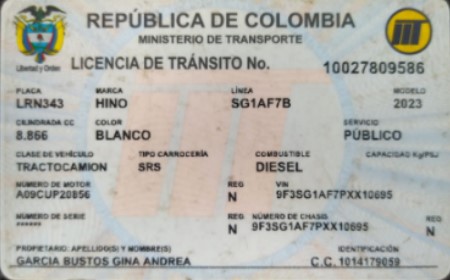 REPÚBLICA DE COLOMBIA
MINISTERIO DE TRANSPORTE
Libertad y Orden
LICENCIA DE TRÁNSITO No. 10027809586
PLACA MARCA LÍNEA MODELO
LRN343 HINO SG1AF7B 2023
CILINDRADA CC COLOR SERVICIO
8.866 BLANCO PÚBLICO
CLASE DE VEHÍCULO TIPO CARROCERÍA COMBUSTIBLE CAPACIDAD Kg/PSJ
TRACTOCAMION SRS DIESEL
NÚMERO DE MOTOR REG VIN
A09CUP20856 N 9F3SG1AF7PXX10695
NÚMERO DE SERIE REG NÚMERO DE CHASIS REG
****** N 9F3SG1AF7PXX10695 N
PROPIETARIO: APELLIDO(S) Y NOMBRE(S) IDENTIFICACIÓN
GARCIA BUSTOS GINA ANDREA C.C. 1014179059